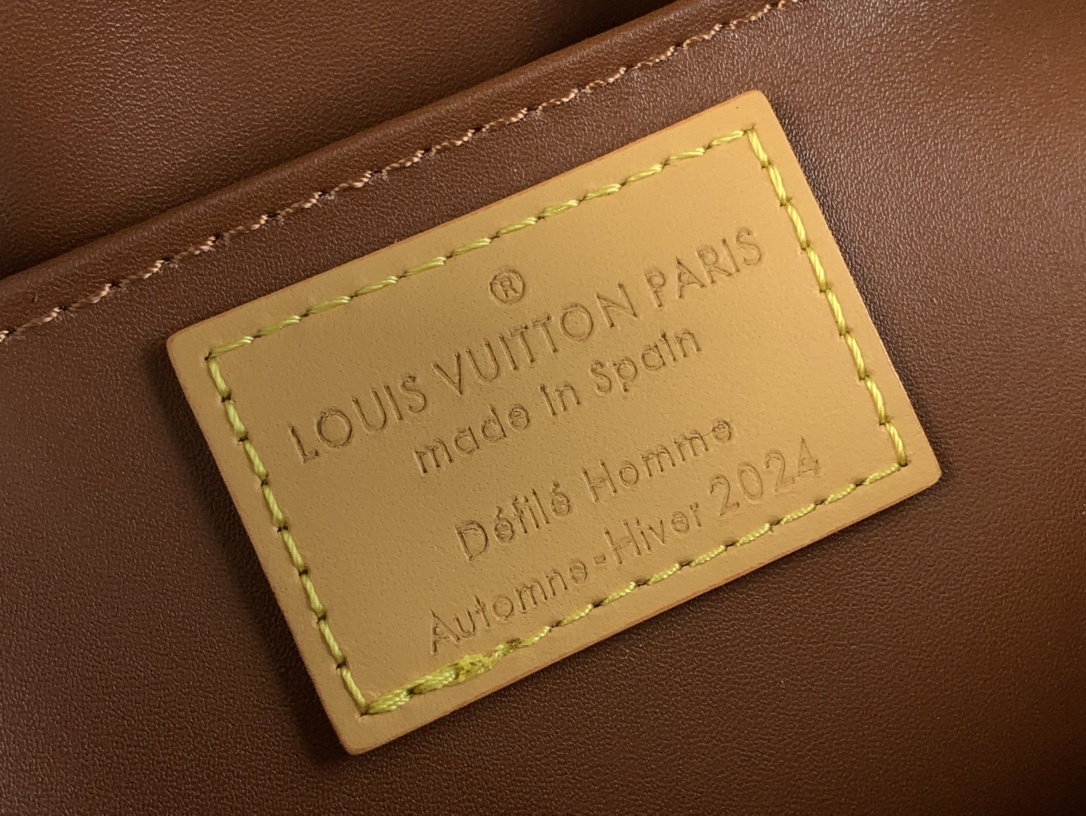 ®
LOUIS VUITTON PARIS
made in Spain
Défilé Homme
Automne-Hiver 2024